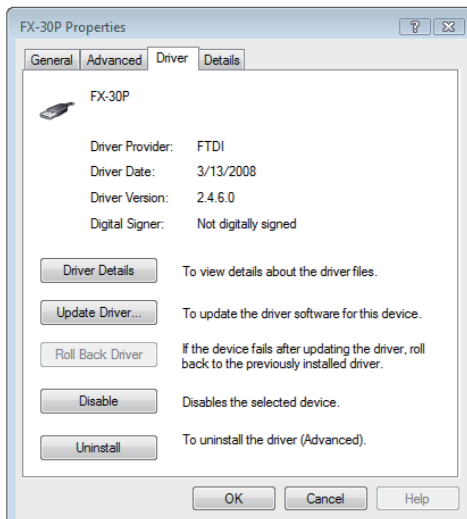 FX-30P Properties
General Advanced Driver Details
FX-30P
Driver Provider: FTDI
Driver Date: 3/13/2008
Driver Version: 2.4.6.0
Digital Signer: Not digitally signed
Driver Details To view details about the driver files.
Update Driver... To update the driver software for this device.
Roll Back Driver If the device fails after updating the driver, roll
back to the previously installed driver.
Disable Disables the selected device.
Uninstall To uninstall the driver (Advanced).
OK Cancel Help